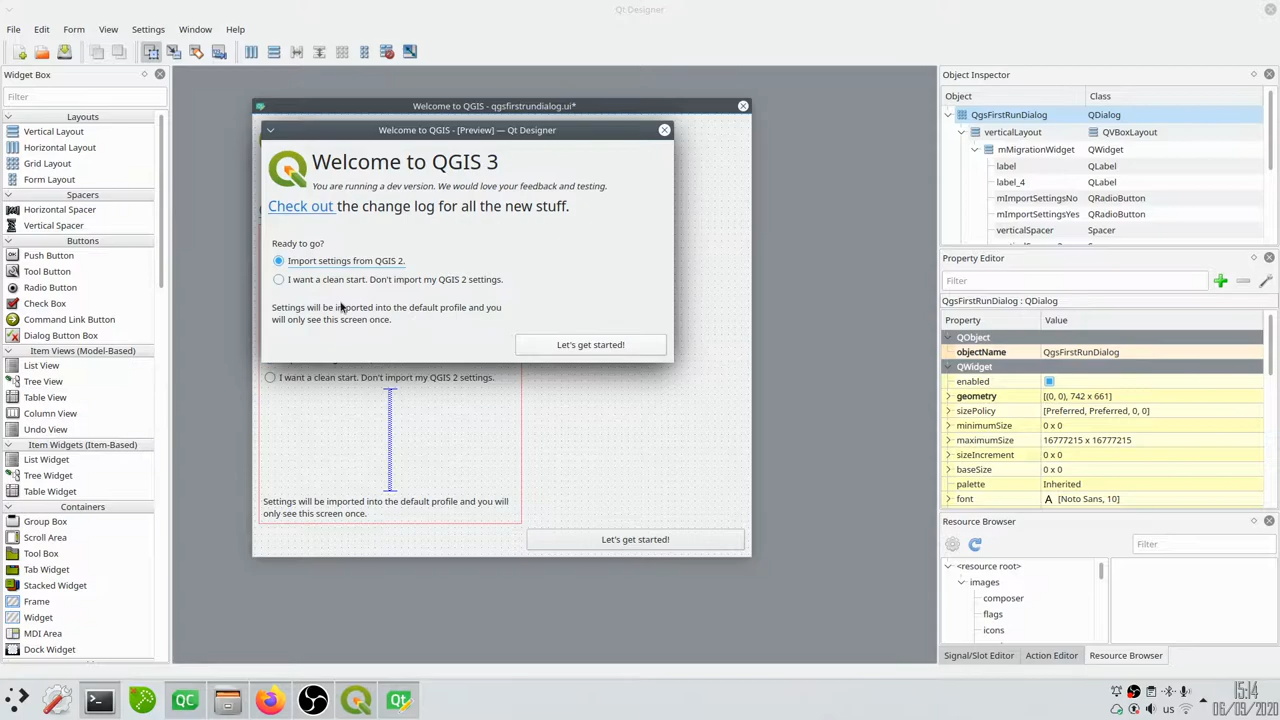 Qt Designer
File Edit Form View Settings Window Help
Widget Box
Filter
Layouts
Vertical Layout
Horizontal Layout
Grid Layout
Form Layout
Spacers
Horizontal Spacer
Vertical Spacer
Buttons
Push Button
Tool Button
Radio Button
Check Box
Command Link Button
Dialog Button Box
Item Views (Model-Based)
List View
Tree View
Table View
Column View
Undo View
Item Widgets (Item-Based)
List Widget
Tree Widget
Table Widget
Containers
Group Box
Scroll Area
Tool Box
Tab Widget
Stacked Widget
Frame
Widget
MDI Area
Dock Widget
Welcome to QGIS - qgsfirstrundialog.ui*
Welcome to QGIS - [Preview] — Qt Designer
Welcome to QGIS 3
You are running a dev version. We would love your feedback and testing.
Check out the change log for all the new stuff.
Ready to go?
Import settings from QGIS 2.
I want a clean start. Don't import my QGIS 2 settings.
Settings will be imported into the default profile and you
will only see this screen once.
Let's get started!
I want a clean start. Don't import my QGIS 2 settings.
Settings will be imported into the default profile and you will
only see this screen once.
Let's get started!
Object Inspector
Object Class
QgsFirstRunDialog QDialog
verticalLayout QVBoxLayout
mMigrationWidget QWidget
label QLabel
label_4 QLabel
mImportSettingsNo QRadioButton
mImportSettingsYes QRadioButton
verticalSpacer Spacer
Property Editor
Filter
QgsFirstRunDialog : QDialog
Property Value
QObject
objectName QgsFirstRunDialog
QWidget
enabled
geometry [(0, 0), 742 x 661]
sizePolicy [Preferred, Preferred, 0, 0]
minimumSize 0 x 0
maximumSize 16777215 x 16777215
sizeIncrement 0 x 0
baseSize 0 x 0
palette Inherited
font A [Noto Sans, 10]
Resource Browser
Filter
<resource root>
images
composer
flags
icons
Signal/Slot Editor Action Editor Resource Browser
QC
Qt
us
15:14
06/09/2020